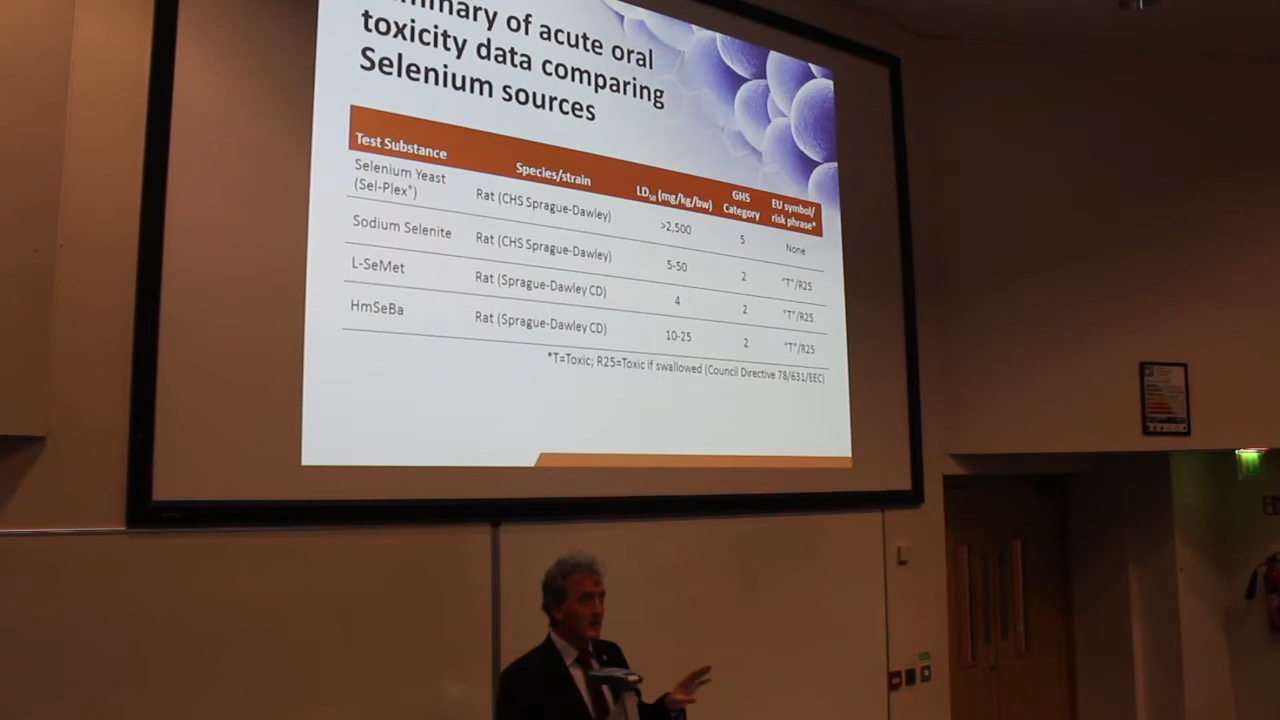 mmary of acute oral
toxicity data comparing
Selenium sources
Test Substance Species/strain LD50 (mg/kg/bw) GHS Category EU symbol/ risk phrase*
Selenium Yeast (Sel-Plex®) Rat (CHS Sprague-Dawley) >2,500 5 None
Sodium Selenite Rat (CHS Sprague-Dawley) 5-50 2 "T"/R25
L-SeMet Rat (Sprague-Dawley CD) 4 2 "T"/R25
HmSeBa Rat (Sprague-Dawley CD) 10-25 2 "T"/R25
*T=Toxic; R25=Toxic if swallowed (Council Directive 78/631/EEC)